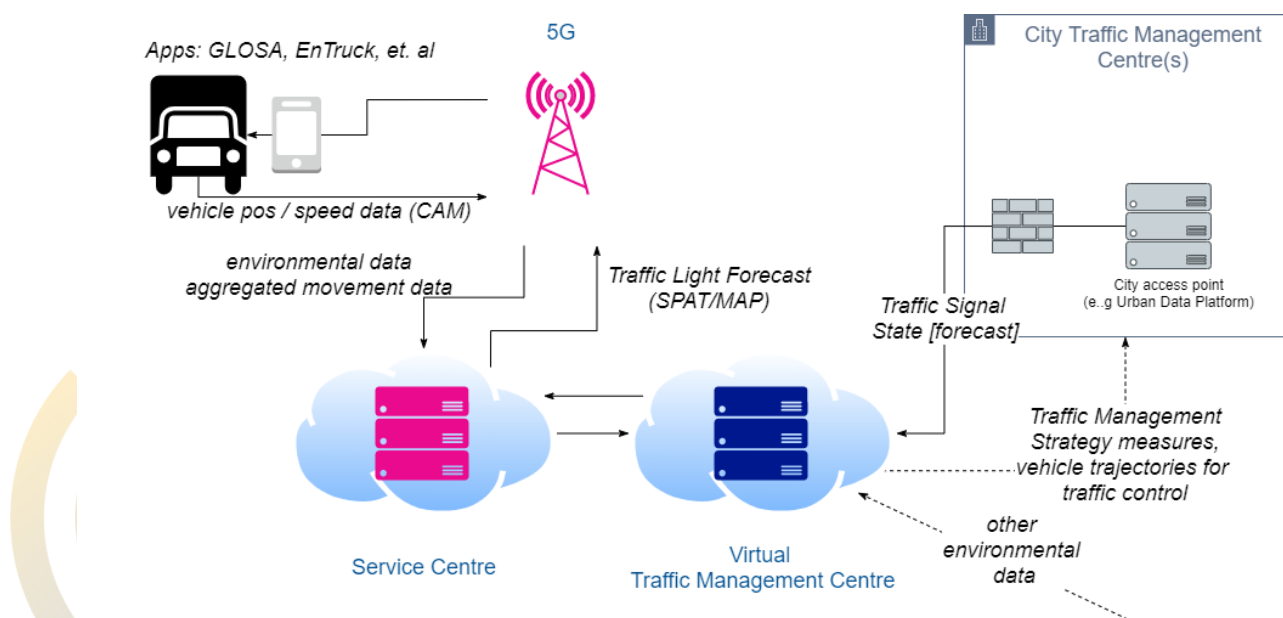 5G
City Traffic Management
Centre(s)
Apps: GLOSA, EnTruck, et. al
vehicle pos / speed data (CAM)
environmental data
aggregated movement data
Traffic Light Forecast
(SPAT/MAP)
City access point
(e..g Urban Data Platform)
Traffic Signal
State [forecast]
Traffic Management
Strategy measures,
vehicle trajectories for
traffic control
other
environmental
data
Service Centre
Virtual
Traffic Management Centre